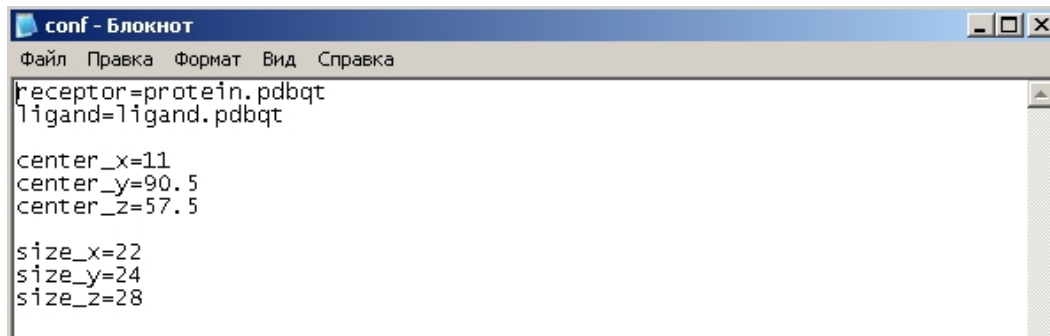 conf - Блокнот
Файл Правка Формат Вид Справка
receptor=protein.pdbqt
ligand=ligand.pdbqt
center_x=11
center_y=90.5
center_z=57.5
size_x=22
size_y=24
size_z=28